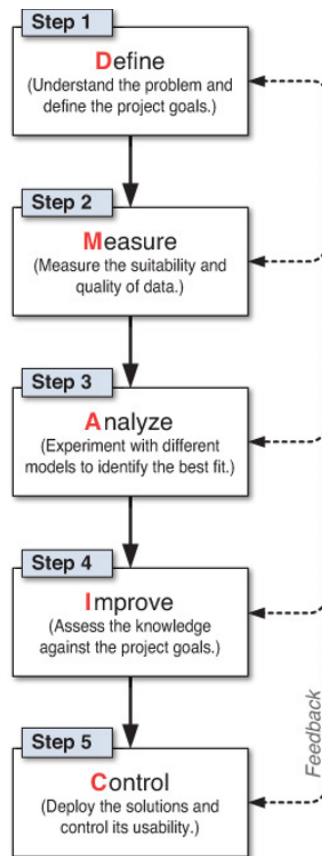 Step 1
Define
(Understand the problem and
define the project goals.)
Step 2
Measure
(Measure the suitability and
quality of data.)
Step 3
Analyze
(Experiment with different
models to identify the best fit.)
Step 4
Improve
(Assess the knowledge
against the project goals.)
Step 5
Control
(Deploy the solutions and
control its usability.)
Feedback